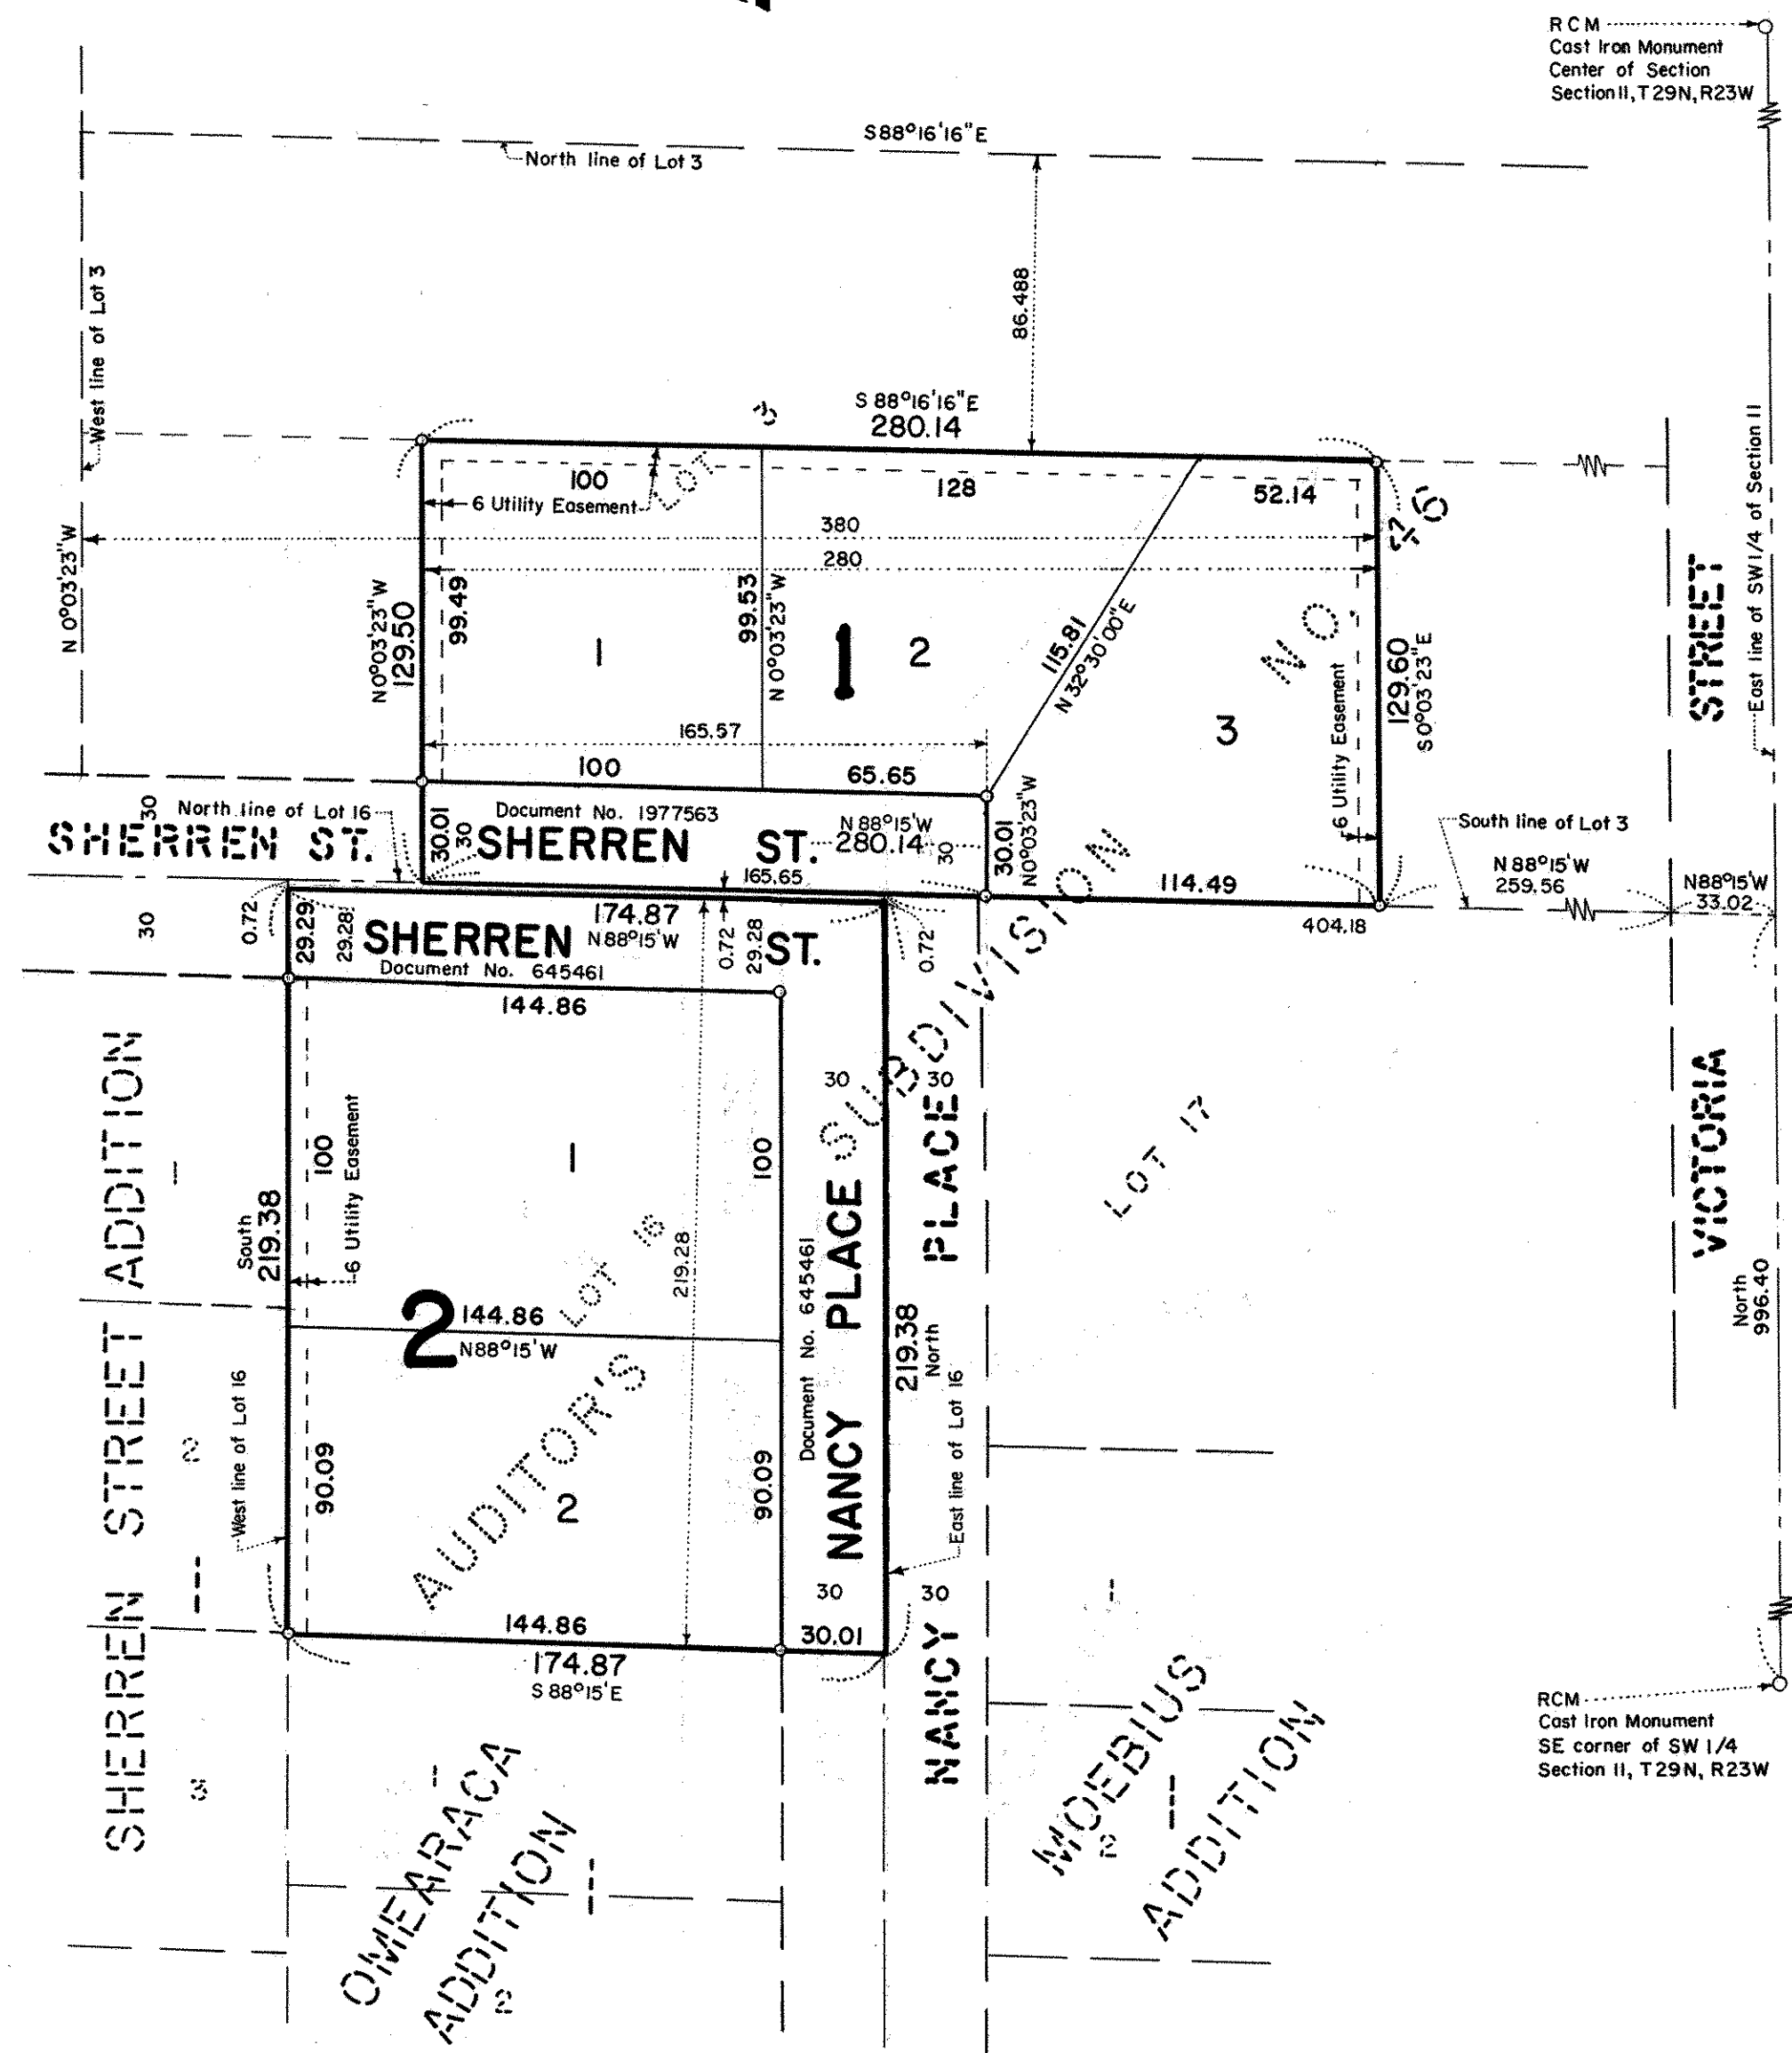 RCM
Cast Iron Monument
Center of Section
Section 11, T29N, R23W
S88°16'16"E
North line of Lot 3
West line of Lot 3
N 0°03'23"W
86.488
S 88°16'16"E
280.14
LOT 3
100
128
52.14
6 Utility Easement
380
280
N0°03'23"W
129.50
99.49
99.53
N 0°03'23"W
115.81
N 32°30'00"E
1
1
2
3
6 Utility Easement
129.60
S0°03'23"E
165.57
100
65.65
STREET
East line of SW 1/4 of Section 11
30
North line of Lot 16
SHERREN ST.
30.01
30
Document No. 1977563
SHERREN ST.
N 88°15'W
280.14
30
30.01
N0°03'23"W
165.65
114.49
South line of Lot 3
N 88°15'W
259.56
N88°15'W
33.02
404.18
30
0.72
29.29
29.28
174.87
N88°15'W
SHERREN ST.
Document No. 645461
0.72
29.28
0.72
144.86
AUDITOR'S SUBDIVISION NO. 76
SHERREN STREET ADDITION
1
2
3
South
219.38
100
6 Utility Easement
1
100
LOT 16
219.28
30
30
NANCY PLACE
Document No. 645461
NANCY PLACE
219.38
North
East line of Lot 16
LOT 17
VICTORIA
North
996.40
2
144.86
N88°15'W
West line of Lot 16
90.09
2
90.09
30
30
144.86
30.01
174.87
S 88°15'E
OMEARACA
ADDITION
1
2
MOEBIUS
ADDITION
1
2
RCM
Cast Iron Monument
SE corner of SW 1/4
Section 11, T29N, R23W